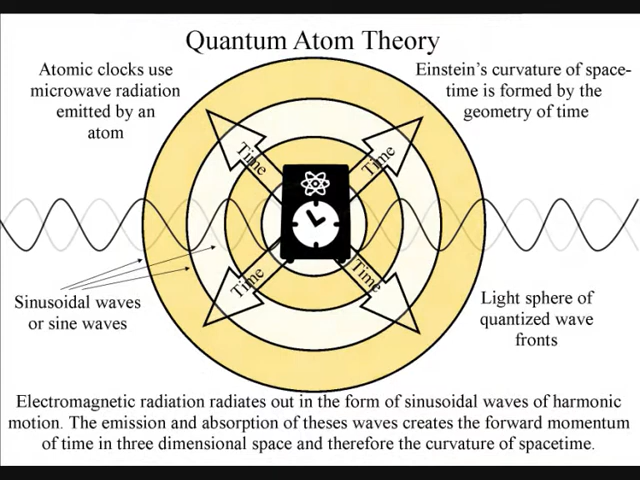 Quantum Atom Theory
Atomic clocks use
microwave radiation
emitted by an
atom
Einstein's curvature of space-
time is formed by the
geometry of time
Time
Time
Time
Time
Sinusoidal waves
or sine waves
Light sphere of
quantized wave
fronts
Electromagnetic radiation radiates out in the form of sinusoidal waves of harmonic
motion. The emission and absorption of theses waves creates the forward momentum
of time in three dimensional space and therefore the curvature of spacetime.